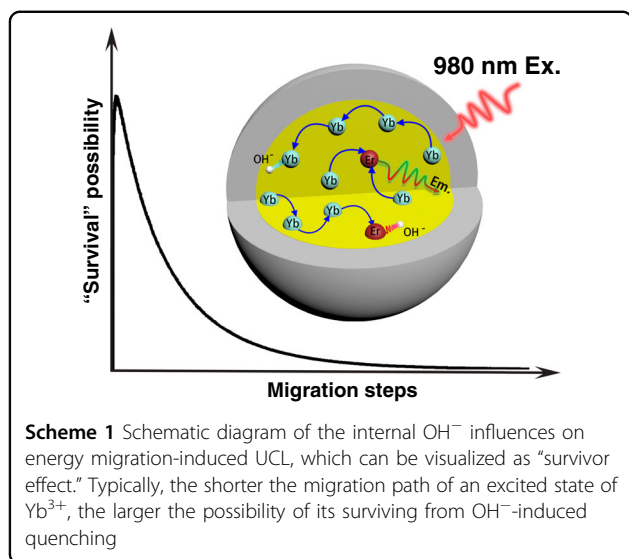 980 nm Ex.
"Survival" possibility
Yb
Yb
Yb
Yb
Yb
OH⁻
Er
Yb
Em.
Yb
Yb
Yb
Yb
Er
OH⁻
Migration steps
Scheme 1 Schematic diagram of the internal OH⁻ influences on
energy migration-induced UCL, which can be visualized as "survivor
effect." Typically, the shorter the migration path of an excited state of
Yb³⁺, the larger the possibility of its surviving from OH⁻-induced
quenching